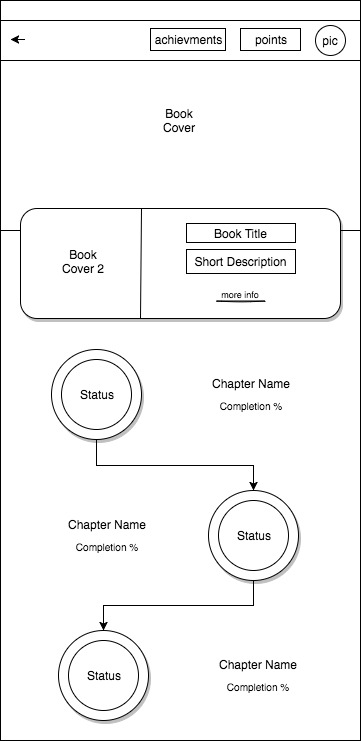 achievments
points
pic
Book
Cover
Book
Cover 2
Book Title
Short Description
more info
Status
Chapter Name
Completion %
Chapter Name
Completion %
Status
Status
Chapter Name
Completion %